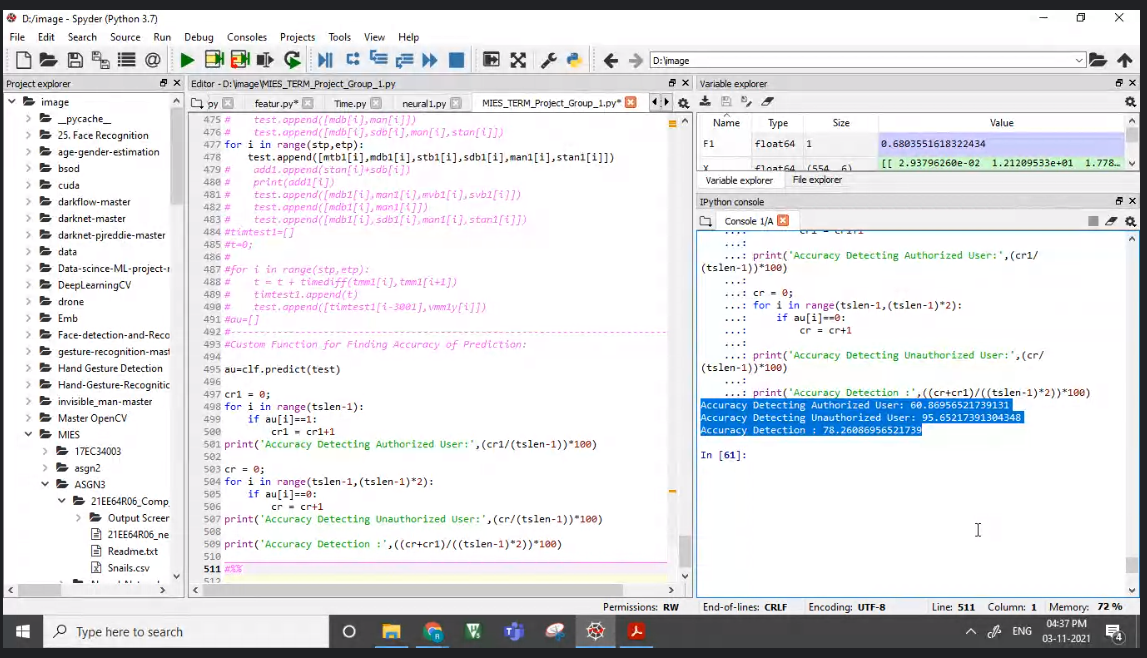 D:/image - Spyder (Python 3.7)
File Edit Search Source Run Debug Consoles Projects Tools View Help
D:\image
Project explorer
image
__pycache__
25. Face Recognition
age-gender-estimation
bsod
cuda
darkflow-master
darknet-master
darknet-pjreddie-master
data
Data-scince-ML-project-r
DeepLearningCV
drone
Emb
Face-detection-and-Reco
gesture-recognition-mast
Hand Gesture Detection
Hand-Gesture-Recognitic
invisible_man-master
Master OpenCV
MIES
17EC34003
asgn2
ASGN3
21EE64R06_Comp_
Output Screer
21EE64R06_ne
Readme.txt
Snails.csv
Editor - D:\image\MIES_TERM_Project_Group_1.py
py featur.py* Time.py neural1.py MIES_TERM_Project_Group_1.py*
475 # test.append([mdb[i],man[i]])
476 # test.append([mdb[i],sdb[i],man[i],stan[i]])
477 for i in range(stp,etp):
478 test.append([mtb1[i],mdb1[i],stb1[i],sdb1[i],man1[i],stan1[i]])
479 # add1.append(stan[i]+sdb[i])
480 # print(add1[i])
481 # test.append([mdb1[i],man1[i],mvb1[i],svb1[i]])
482 # test.append([mdb1[i],man[i]])
483 # test.append([mdb1[i],sdb1[i],man1[i],stan1[i]])
484 #timtest1=[]
485 #t=0;
486 #
487 #for i in range(stp,etp):
488 # t = t + timediff(tmm1[i],tmm1[i+1])
489 # timtest1.append(t)
490 # test.append([timtest1[i-3001],vmm1y[i]])
491 #au=[]
492 #--------------------------------------------------------------------------
493 #Custom Function for Finding Accuracy of Prediction:
494
495 au=clf.predict(test)
496
497 cr1 = 0;
498 for i in range(tslen-1):
499 if au[i]==1:
500 cr1 = cr1+1
501 print('Accuracy Detecting Authorized User:',(cr1/(tslen-1))*100)
502
503 cr = 0;
504 for i in range(tslen-1,(tslen-1)*2):
505 if au[i]==0:
506 cr = cr+1
507 print('Accuracy Detecting Unauthorized User:',(cr/(tslen-1))*100)
508
509 print('Accuracy Detection :',((cr+cr1)/((tslen-1)*2))*100)
510
511 #%%
512
Variable explorer
Name Type Size Value
F1 float64 1 0.6803551618322434
X float64 (554, 6) [[ 2.93796260e-02 1.21209533e+01 1.778…
Variable explorer File explorer
IPython console
Console 1/A
...: cr1 = cr1+1
...:
...: print('Accuracy Detecting Authorized User:',(cr1/
(tslen-1))*100)
...:
...: cr = 0;
...: for i in range(tslen-1,(tslen-1)*2):
...: if au[i]==0:
...: cr = cr+1
...:
...: print('Accuracy Detecting Unauthorized User:',(cr/
(tslen-1))*100)
...:
...: print('Accuracy Detection :',((cr+cr1)/((tslen-1)*2))*100)
Accuracy Detecting Authorized User: 60.86956521739131
Accuracy Detecting Unauthorized User: 95.65217391304348
Accuracy Detection : 78.26086956521739
In [61]:
Permissions: RW End-of-lines: CRLF Encoding: UTF-8 Line: 511 Column: 1 Memory: 72 %
Type here to search
ENG
04:37 PM
03-11-2021
4